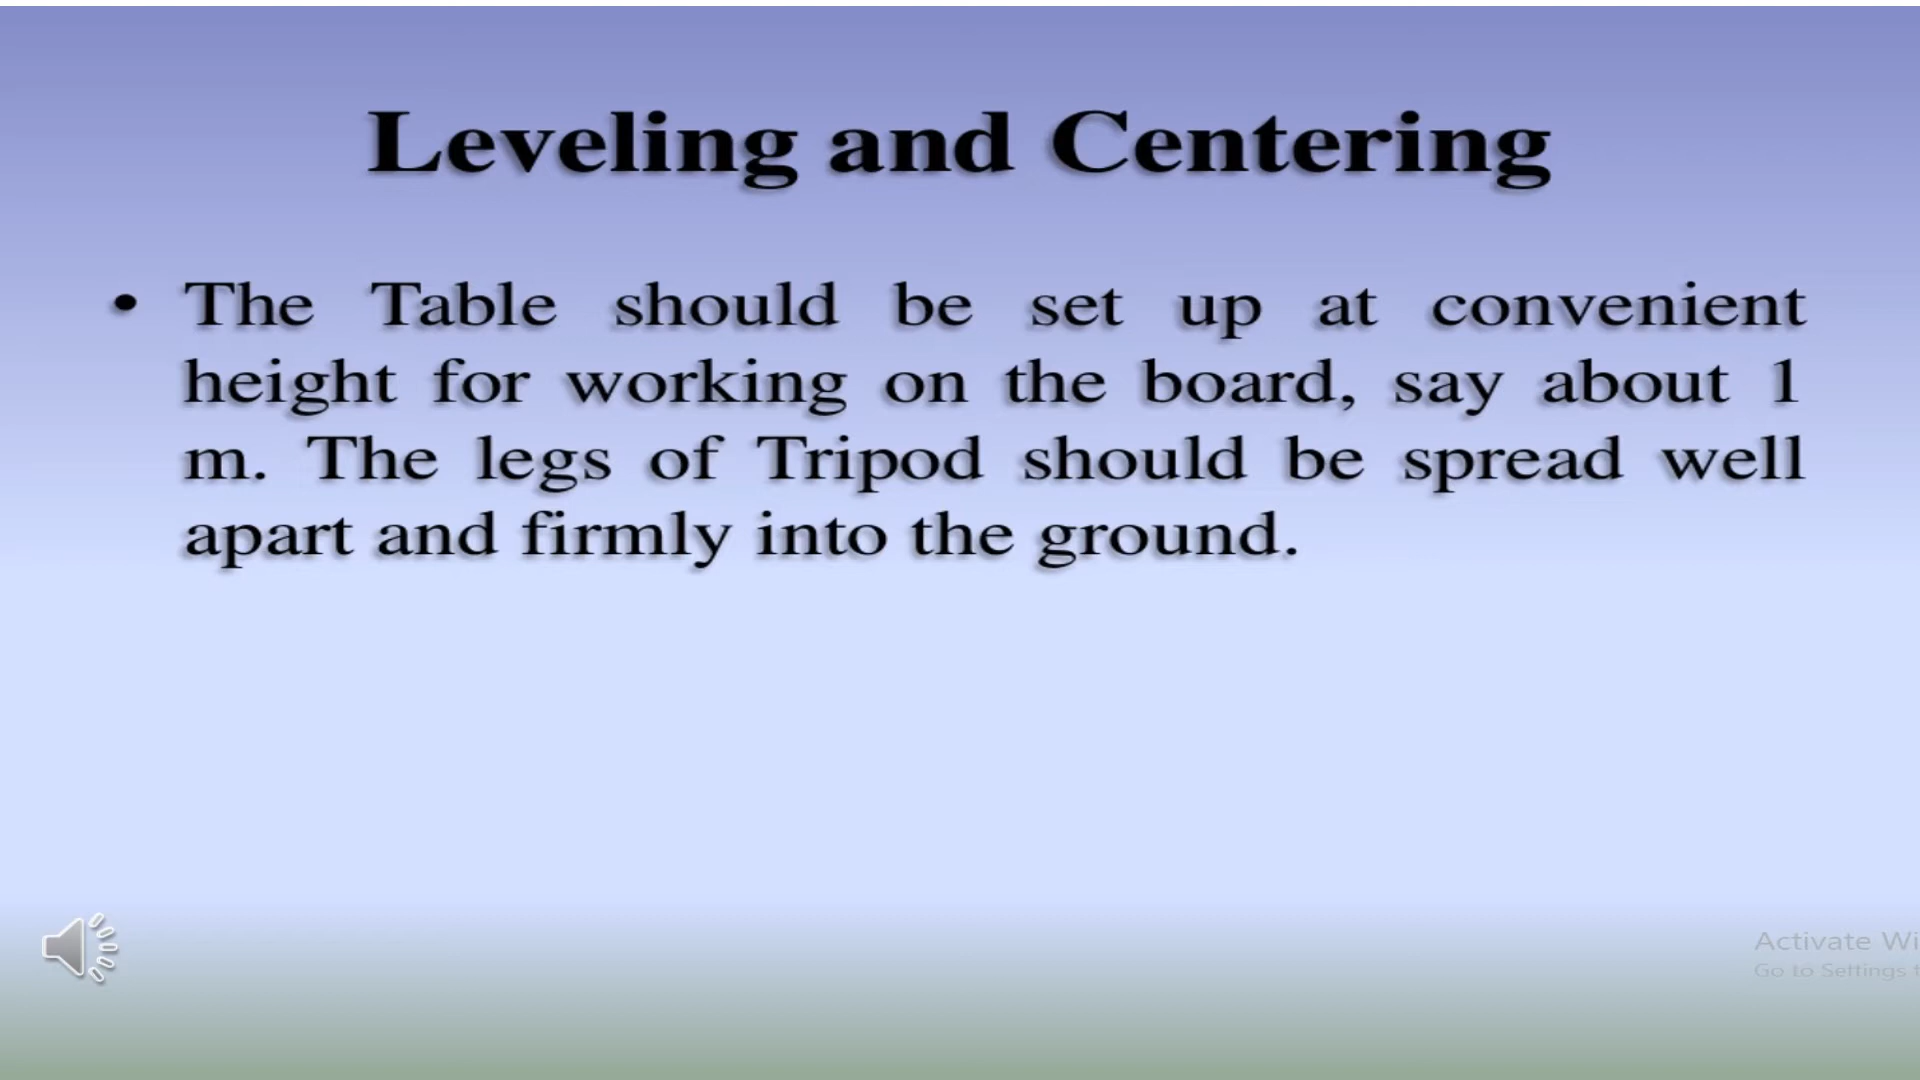 Leveling and Centering
• The Table should be set up at convenient
height for working on the board, say about 1
m. The legs of Tripod should be spread well
apart and firmly into the ground.
Activate Wi
Go to Settings t